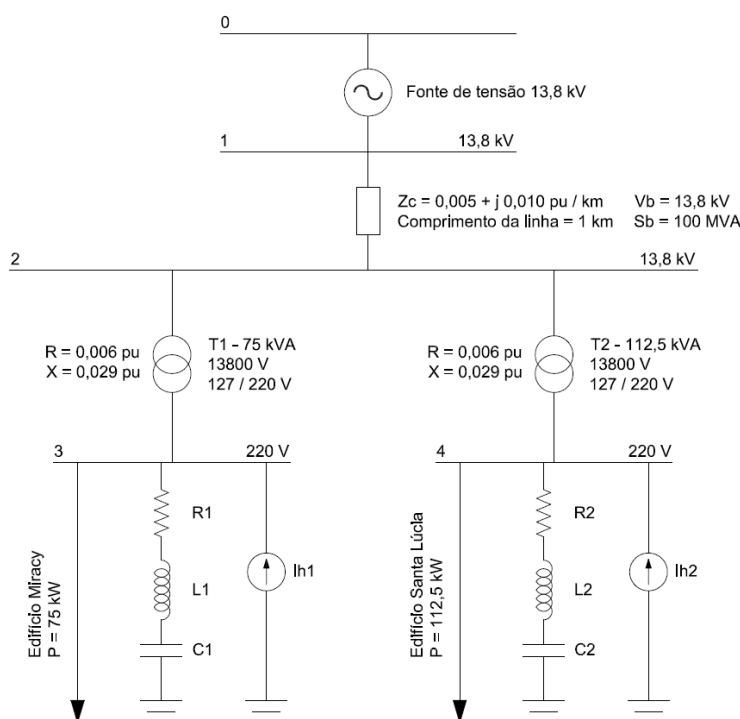 0
Fonte de tensão 13,8 kV
1
13,8 kV
Zc = 0,005 + j 0,010 pu / km
Vb = 13,8 kV
Comprimento da linha = 1 km
Sb = 100 MVA
2
13,8 kV
R = 0,006 pu
X = 0,029 pu
T1 - 75 kVA
13800 V
127 / 220 V
R = 0,006 pu
X = 0,029 pu
T2 - 112,5 kVA
13800 V
127 / 220 V
3
220 V
Edifício Miracy
P = 75 kW
R1
L1
C1
Ih1
4
220 V
Edifício Santa Lúcia
P = 112,5 kW
R2
L2
C2
Ih2